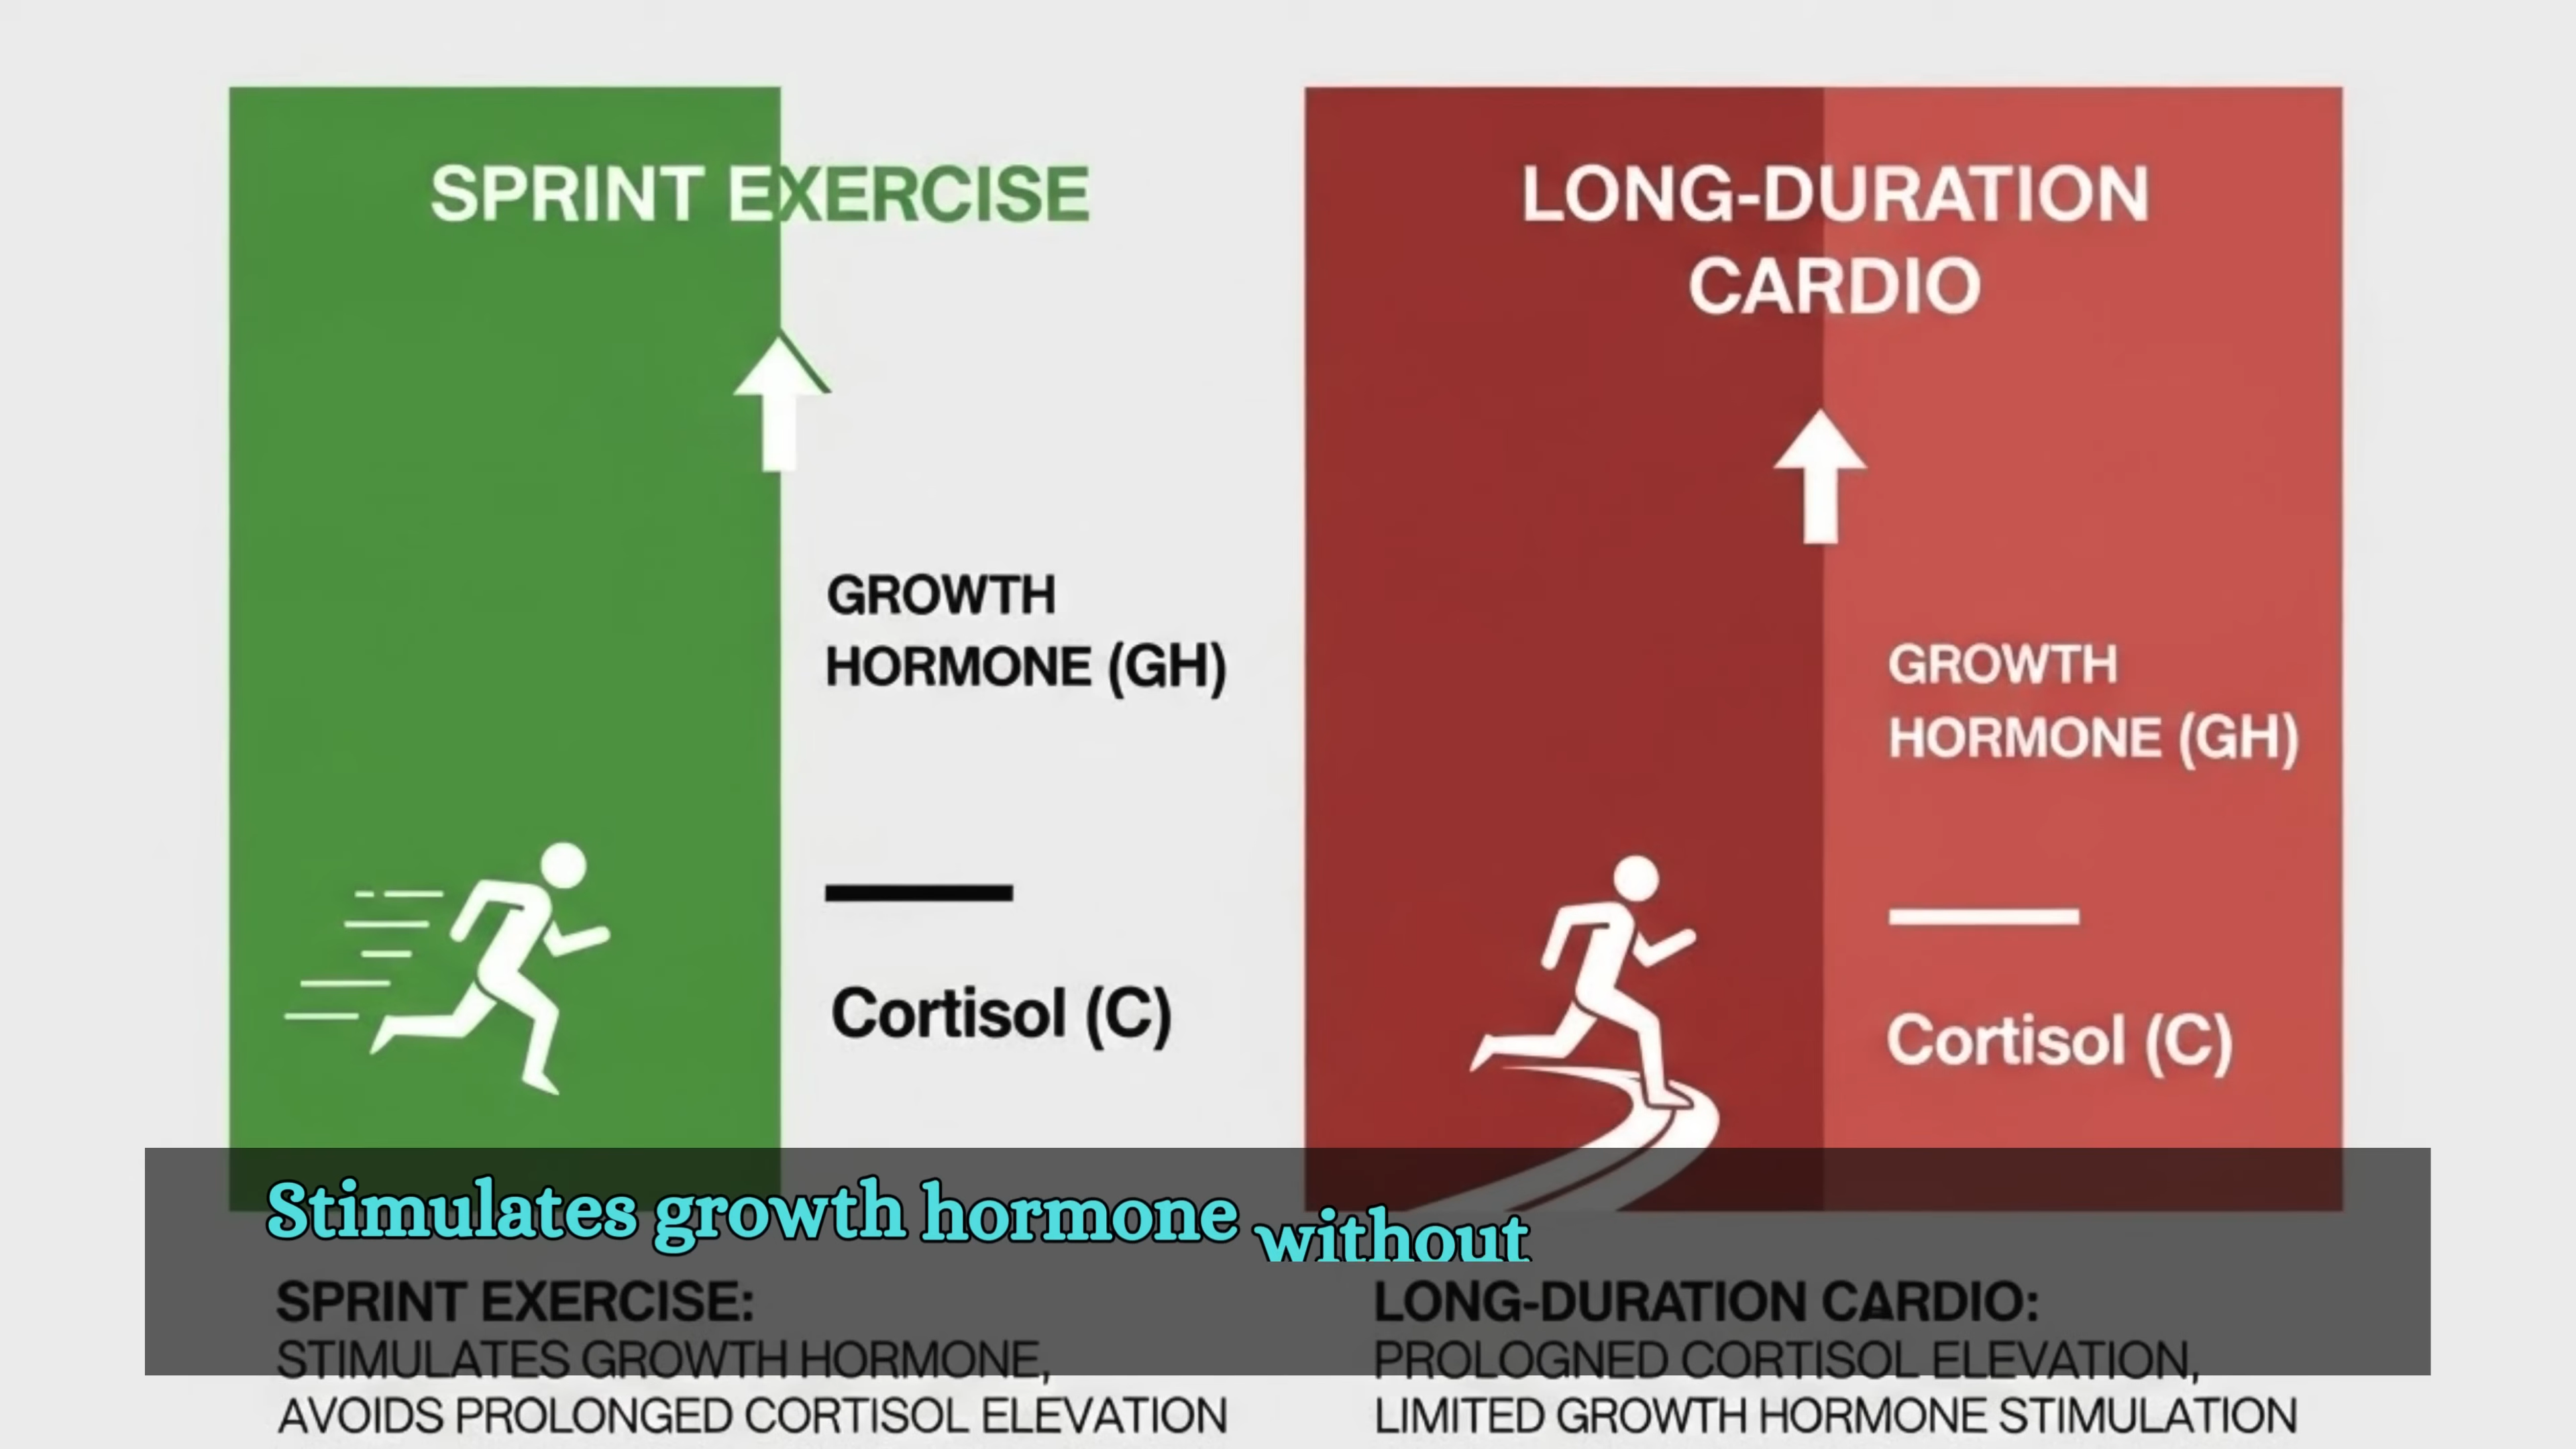 SPRINT EXERCISE
GROWTH
HORMONE (GH)
Cortisol (C)
LONG-DURATION
CARDIO
GROWTH
HORMONE (GH)
Cortisol (C)
Stimulates growth hormone without
SPRINT EXERCISE:
STIMULATES GROWTH HORMONE,
AVOIDS PROLONGED CORTISOL ELEVATION
LONG-DURATION CARDIO:
PROLOGNED CORTISOL ELEVATION,
LIMITED GROWTH HORMONE STIMULATION